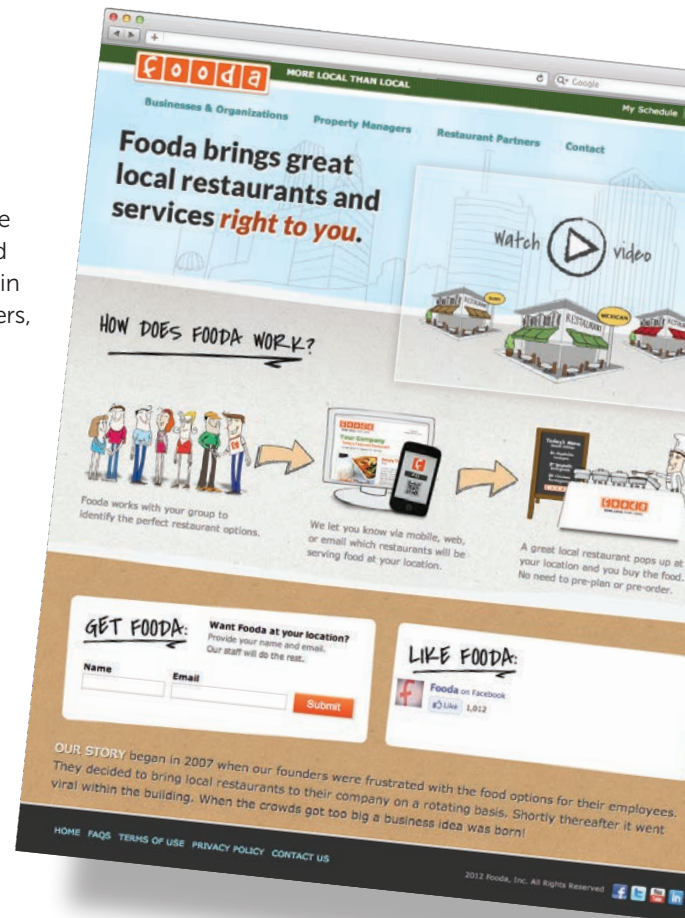 e
d
in
ers,
Google
fooda
MORE LOCAL THAN LOCAL
My Schedule
Businesses & Organizations
Property Managers
Restaurant Partners
Contact
Fooda brings great
local restaurants and
services right to you.
Watch video
RESTAURANT
RESTAURANT
MEXICAN
HOW DOES FOODA WORK?
fooda
Your Company
Today's Menu
fooda
Fooda works with your group to
identify the perfect restaurant options.
We let you know via mobile, web,
or email which restaurants will be
serving food at your location.
A great local restaurant pops up at
your location and you buy the food.
No need to pre-plan or pre-order.
GET FOODA:
Want Fooda at your location?
Provide your name and email.
Our staff will do the rest.
Name
Email
Submit
LIKE FOODA:
Fooda on Facebook
Like 1,012
OUR STORY began in 2007 when our founders were frustrated with the food options for their employees.
They decided to bring local restaurants to their company on a rotating basis. Shortly thereafter it went
viral within the building. When the crowds got too big a business idea was born!
HOME FAQS TERMS OF USE PRIVACY POLICY CONTACT US
2012 Fooda, Inc. All Rights Reserved